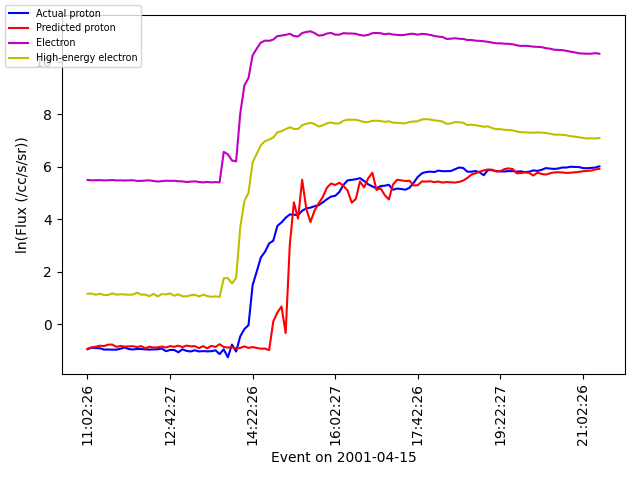 Actual proton
Predicted proton
Electron
High-energy electron
8
6
4
2
0
ln(Flux (/cc/s/sr))
11:02:26
12:42:27
14:22:26
16:02:27
17:42:26
19:22:27
21:02:26
Event on 2001-04-15